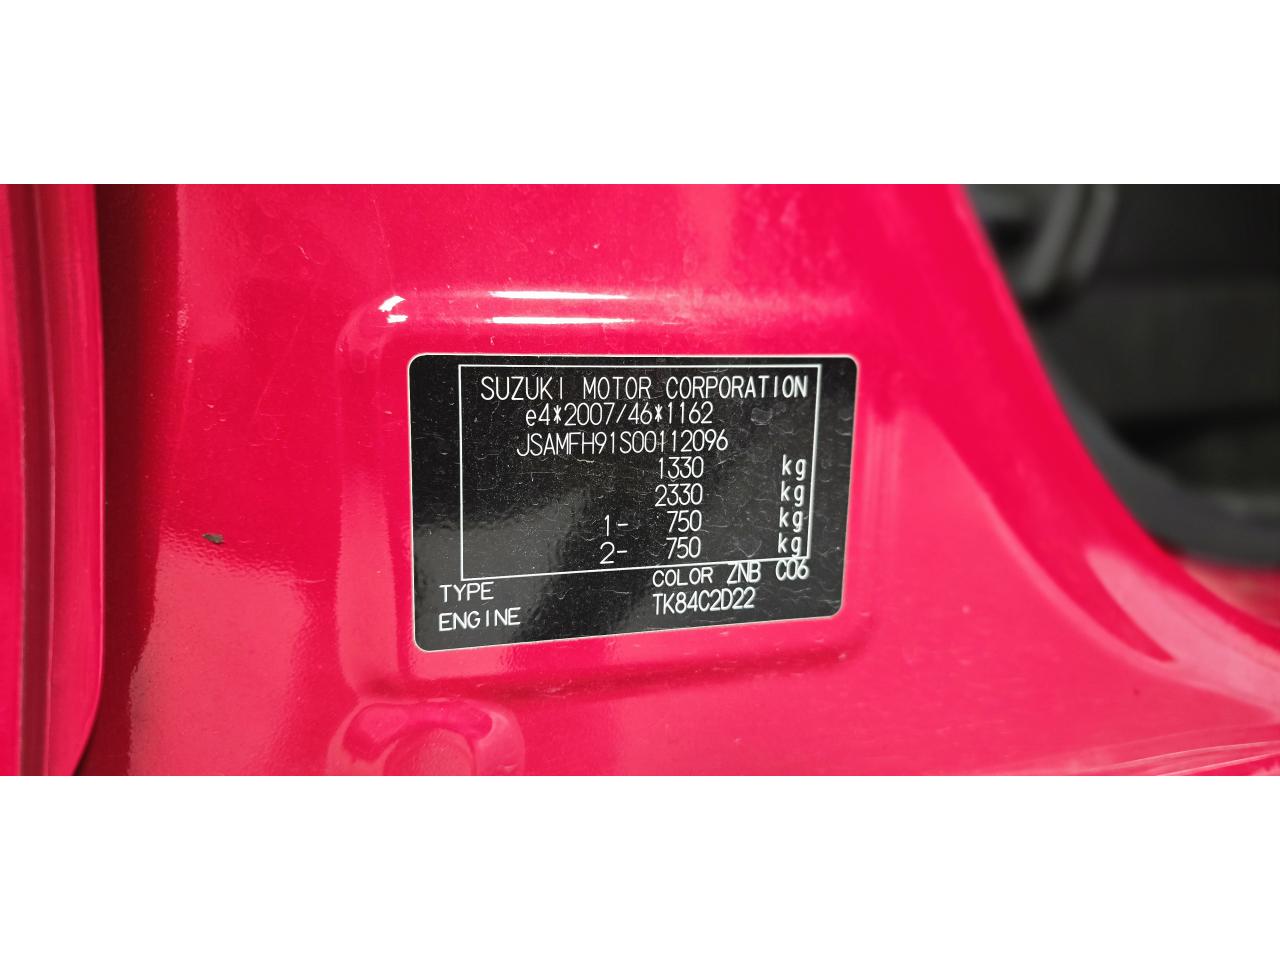 SUZUKI MOTOR CORPORATION
e4*2007/46*1162
JSAMFH91S00112096
1330 kg
2330 kg
1- 750 kg
2- 750 kg
TYPE COLOR ZNB C06
ENGINE TK84C2D22